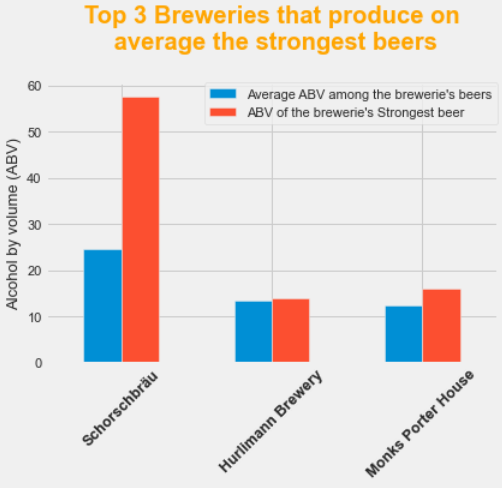 Top 3 Breweries that produce on
average the strongest beers
Average ABV among the brewerie's beers
ABV of the brewerie's Strongest beer
Alcohol by volume (ABV)
60
50
40
30
20
10
0
Schorschbräu
Hurlimann Brewery
Monks Porter House